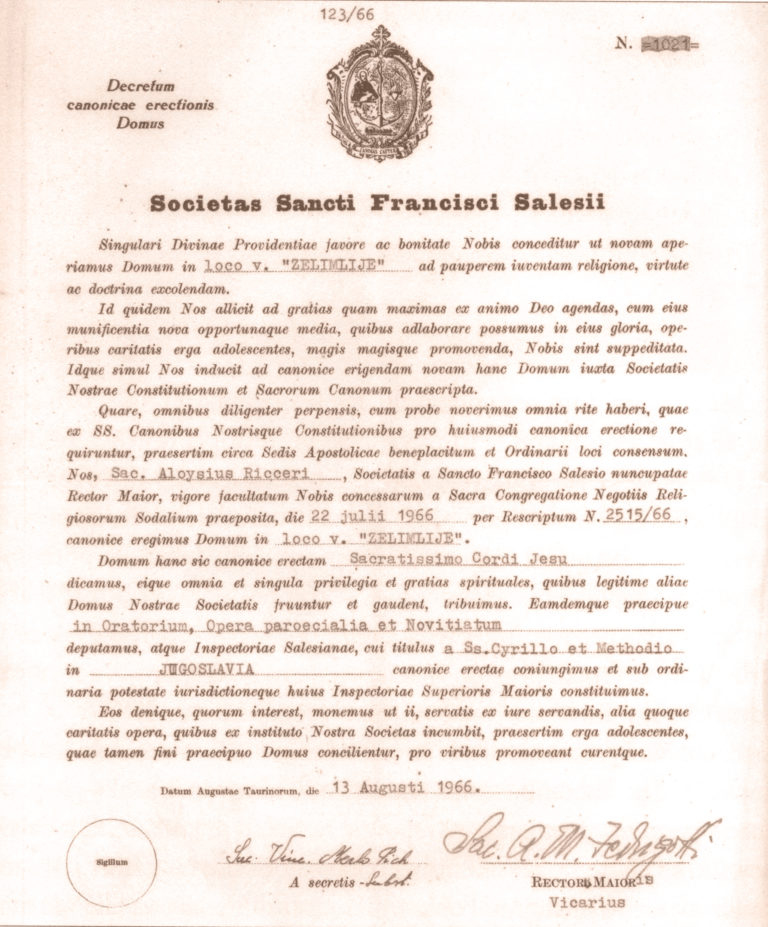 123/66
N. =1021=
Decretum
canonicae erectionis
Domus
Societas Sancti Francisci Salesii
Singulari Divinae Providentiae favore ac bonitate Nobis conceditur ut novam ape-
riamus Domum in loco v. "ZELIMLIJE" ad pauperem iuventam religione, virtute
ac doctrina excolendam.
Id quidem Nos allicit ad gratias quam maximas ex animo Deo agendas, cum eius
munificentia nova opportunaque media, quibus adlaborare possumus in eius gloria, ope-
ribus caritatis erga adolescentes, magis magisque promovenda, Nobis sint suppeditata.
Idque simul Nos inducit ad canonice erigendam novam hanc Domum iuxta Societatis
Nostrae Constitutionum et Sacrorum Canonum praescripta.
Quare, omnibus diligenter perpensis, cum probe noverimus omnia rite haberi, quae
ex SS. Canonibus Nostrisque Constitutionibus pro huiusmodi canonica erectione re-
quiruntur, praesertim circa Sedis Apostolicae beneplacitum et Ordinarii loci consensum,
Nos, Sac. Aloysius Ricceri , Societatis a Sancto Francisco Salesio nuncupatae
Rector Maior, vigore facultatum Nobis concessarum a Sacra Congregatione Negotiis Reli-
giosorum Sodalium praeposita, die 22 julii 1966 per Rescriptum N. 2515/66 ,
canonice eregimus Domum in loco v. "ZELIMLIJE".
Domum hanc sic canonice erectam Sacratissimo Cordi Jesu
dicamus, eique omnia et singula privilegia et gratias spirituales, quibus legitime aliae
Domus Nostrae Societatis fruuntur et gaudent, tribuimus. Eamdemque praecipue
in Oratorium, Opera paroecialia et Novitiatum
deputamus, atque Inspectoriae Salesianae, cui titulus a Ss.Cyrillo et Methodio
in JUGOSLAVIA canonice erectae coniungimus et sub ordi-
naria potestate iurisdictioneque huius Inspectoriae Superioris Maioris constituimus.
Eos denique, quorum interest, monemus ut ii, servatis ex iure servandis, alia quoque
caritatis opera, quibus ex instituto Nostra Societas incumbit, praesertim erga adolescentes,
quae tamen fini praecipuo Domus concilientur, pro viribus promoveant curentque.
Datum Augustae Taurinorum, die 13 Augusti 1966.
Sigillum
Sac. A. M.
A secretis - Subst.
RECTORIS MAIORIS
Vicarius